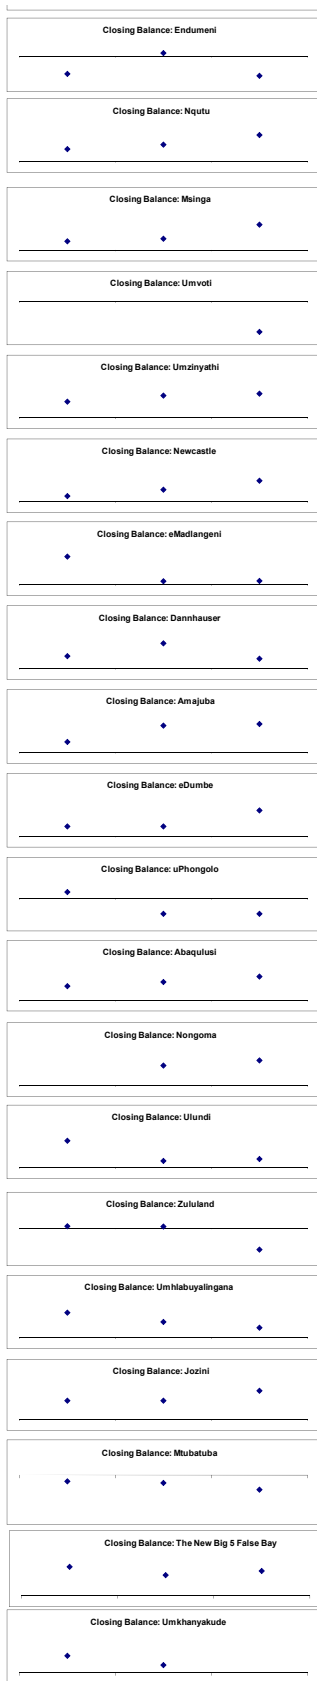 Closing Balance: Endumeni
Closing Balance: Nqutu
Closing Balance: Msinga
Closing Balance: Umvoti
Closing Balance: Umzinyathi
Closing Balance: Newcastle
Closing Balance: eMadlangeni
Closing Balance: Dannhauser
Closing Balance: Amajuba
Closing Balance: eDumbe
Closing Balance: uPhongolo
Closing Balance: Abaqulusi
Closing Balance: Nongoma
Closing Balance: Ulundi
Closing Balance: Zululand
Closing Balance: Umhlabuyalingana
Closing Balance: Jozini
Closing Balance: Mtubatuba
Closing Balance: The New Big 5 False Bay
Closing Balance: Umkhanyakude